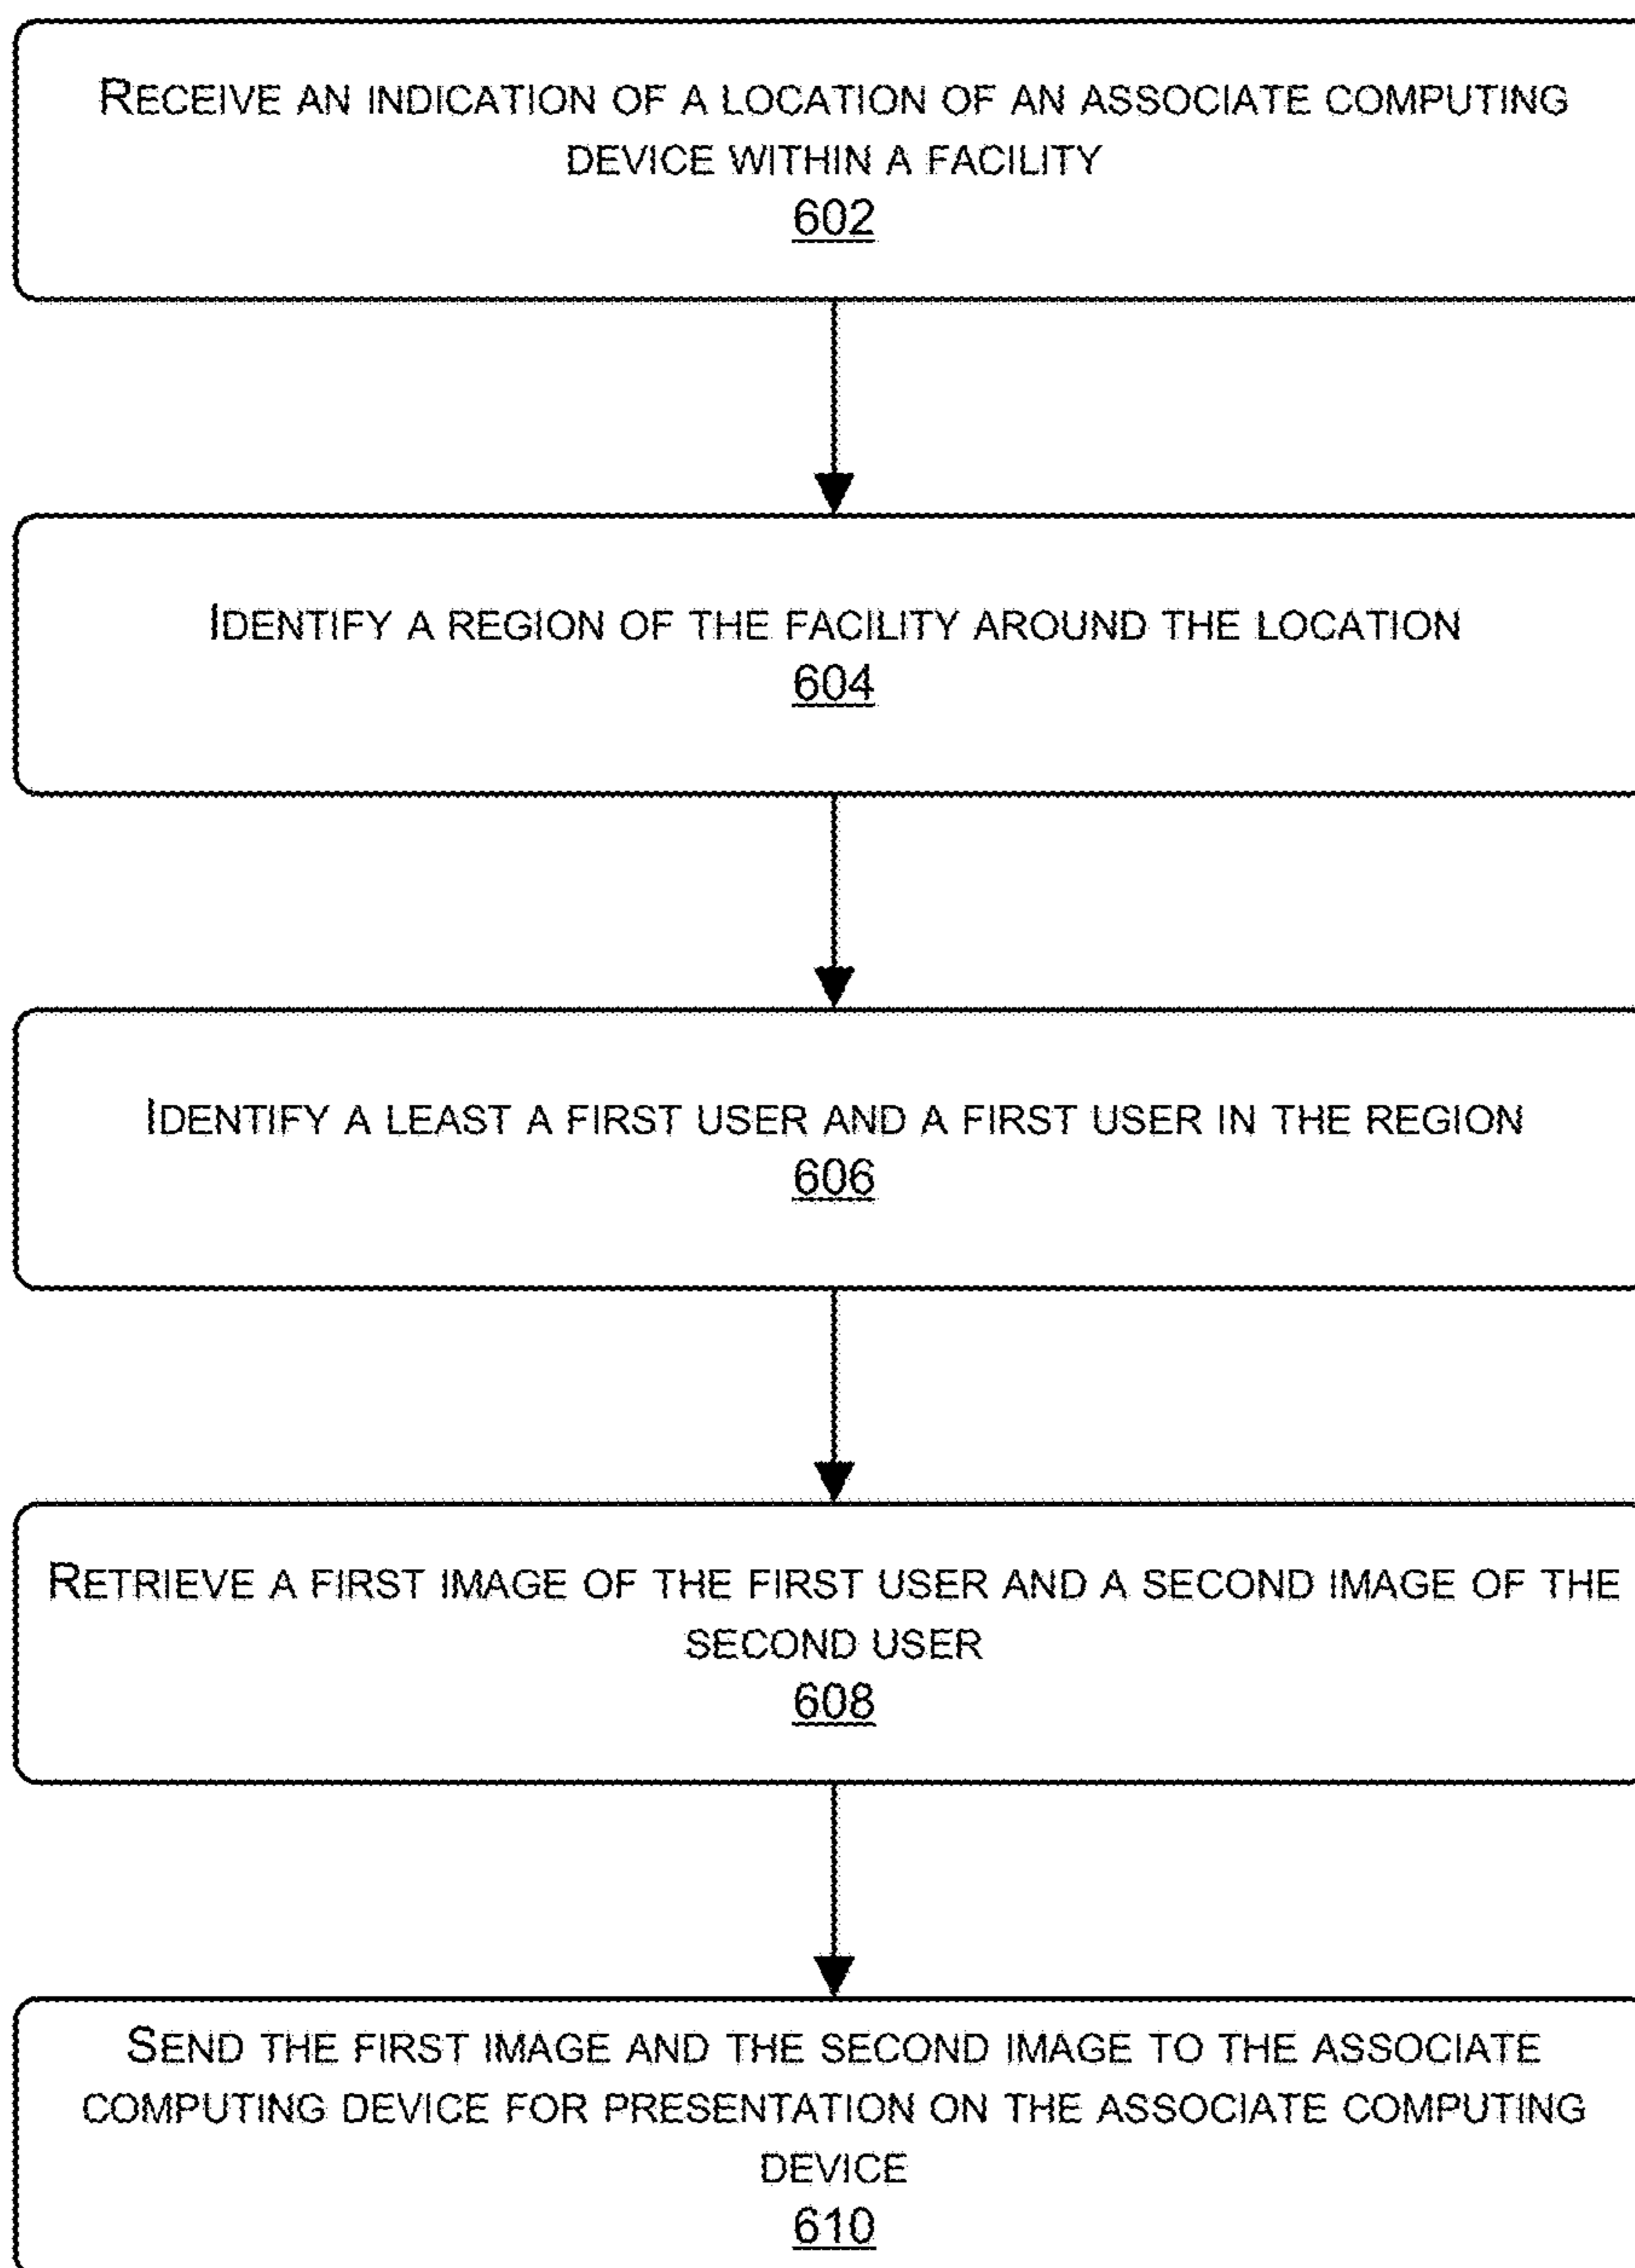 RECEIVE AN INDICATION OF A LOCATION OF AN ASSOCIATE COMPUTING
DEVICE WITHIN A FACILITY
602
IDENTIFY A REGION OF THE FACILITY AROUND THE LOCATION
604
IDENTIFY A LEAST A FIRST USER AND A FIRST USER IN THE REGION
606
RETRIEVE A FIRST IMAGE OF THE FIRST USER AND A SECOND IMAGE OF THE
SECOND USER
608
SEND THE FIRST IMAGE AND THE SECOND IMAGE TO THE ASSOCIATE
COMPUTING DEVICE FOR PRESENTATION ON THE ASSOCIATE COMPUTING
DEVICE
610